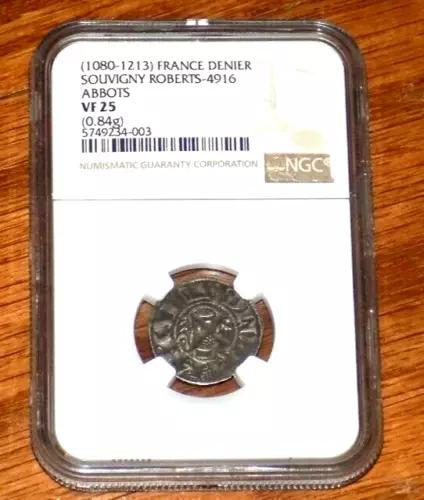 (1080-1213) FRANCE DENIER
SOUVIGNY ROBERTS-4916
ABBOTS
VF 25
(0.84g)
5749234-003
NUMISMATIC GUARANTY CORPORATION
NGC